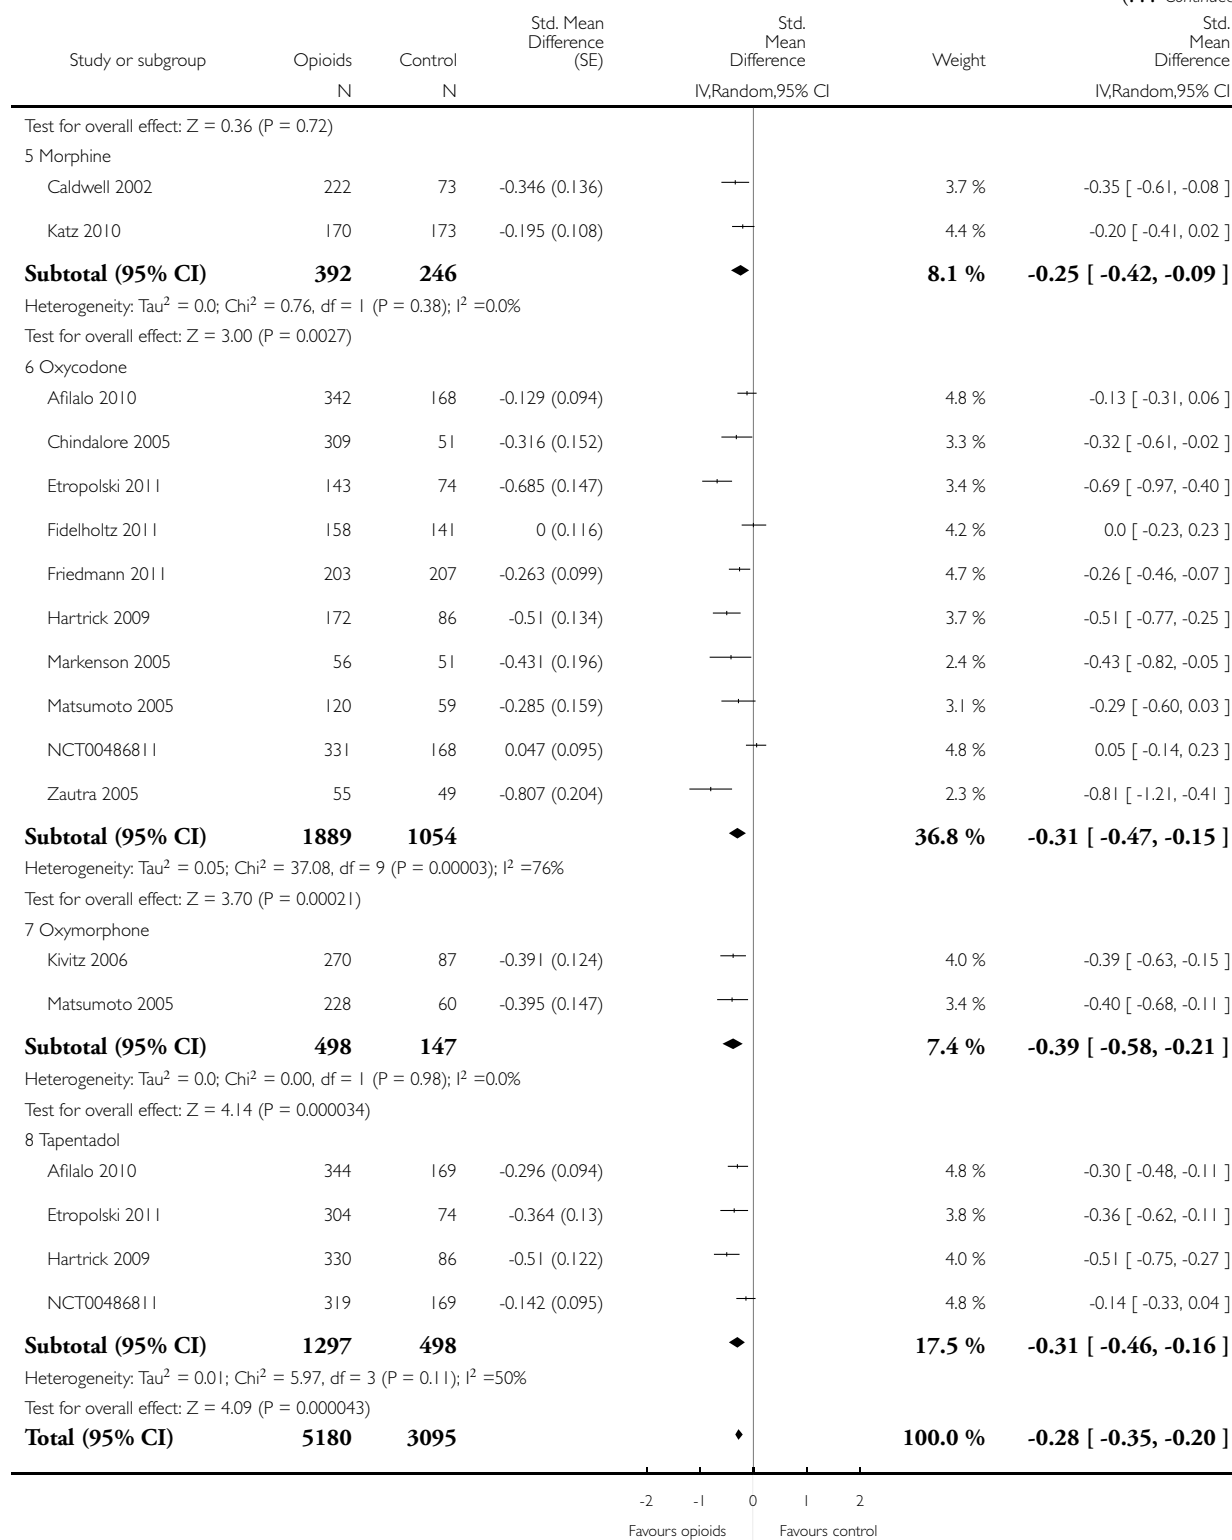 Continued
Study or subgroup Opioids Control Std. Mean Difference (SE) Std. Mean Difference Weight Std. Mean Difference
N N IV,Random,95% CI IV,Random,95% CI
Test for overall effect: Z = 0.36 (P = 0.72)
5 Morphine
Caldwell 2002 222 73 -0.346 (0.136) 3.7 % -0.35 [ -0.61, -0.08 ]
Katz 2010 170 173 -0.195 (0.108) 4.4 % -0.20 [ -0.41, 0.02 ]
Subtotal (95% CI) 392 246 8.1 % -0.25 [ -0.42, -0.09 ]
Heterogeneity: Tau² = 0.0; Chi² = 0.76, df = 1 (P = 0.38); I² =0.0%
Test for overall effect: Z = 3.00 (P = 0.0027)
6 Oxycodone
Afilalo 2010 342 168 -0.129 (0.094) 4.8 % -0.13 [ -0.31, 0.06 ]
Chindalore 2005 309 51 -0.316 (0.152) 3.3 % -0.32 [ -0.61, -0.02 ]
Etropolski 2011 143 74 -0.685 (0.147) 3.4 % -0.69 [ -0.97, -0.40 ]
Fidelholtz 2011 158 141 0 (0.116) 4.2 % 0.0 [ -0.23, 0.23 ]
Friedmann 2011 203 207 -0.263 (0.099) 4.7 % -0.26 [ -0.46, -0.07 ]
Hartrick 2009 172 86 -0.51 (0.134) 3.7 % -0.51 [ -0.77, -0.25 ]
Markenson 2005 56 51 -0.431 (0.196) 2.4 % -0.43 [ -0.82, -0.05 ]
Matsumoto 2005 120 59 -0.285 (0.159) 3.1 % -0.29 [ -0.60, 0.03 ]
NCT00486811 331 168 0.047 (0.095) 4.8 % 0.05 [ -0.14, 0.23 ]
Zautra 2005 55 49 -0.807 (0.204) 2.3 % -0.81 [ -1.21, -0.41 ]
Subtotal (95% CI) 1889 1054 36.8 % -0.31 [ -0.47, -0.15 ]
Heterogeneity: Tau² = 0.05; Chi² = 37.08, df = 9 (P = 0.00003); I² =76%
Test for overall effect: Z = 3.70 (P = 0.00021)
7 Oxymorphone
Kivitz 2006 270 87 -0.391 (0.124) 4.0 % -0.39 [ -0.63, -0.15 ]
Matsumoto 2005 228 60 -0.395 (0.147) 3.4 % -0.40 [ -0.68, -0.11 ]
Subtotal (95% CI) 498 147 7.4 % -0.39 [ -0.58, -0.21 ]
Heterogeneity: Tau² = 0.0; Chi² = 0.00, df = 1 (P = 0.98); I² =0.0%
Test for overall effect: Z = 4.14 (P = 0.000034)
8 Tapentadol
Afilalo 2010 344 169 -0.296 (0.094) 4.8 % -0.30 [ -0.48, -0.11 ]
Etropolski 2011 304 74 -0.364 (0.13) 3.8 % -0.36 [ -0.62, -0.11 ]
Hartrick 2009 330 86 -0.51 (0.122) 4.0 % -0.51 [ -0.75, -0.27 ]
NCT00486811 319 169 -0.142 (0.095) 4.8 % -0.14 [ -0.33, 0.04 ]
Subtotal (95% CI) 1297 498 17.5 % -0.31 [ -0.46, -0.16 ]
Heterogeneity: Tau² = 0.01; Chi² = 5.97, df = 3 (P = 0.11); I² =50%
Test for overall effect: Z = 4.09 (P = 0.000043)
Total (95% CI) 5180 3095 100.0 % -0.28 [ -0.35, -0.20 ]
-2 -1 0 1 2
Favours opioids Favours control